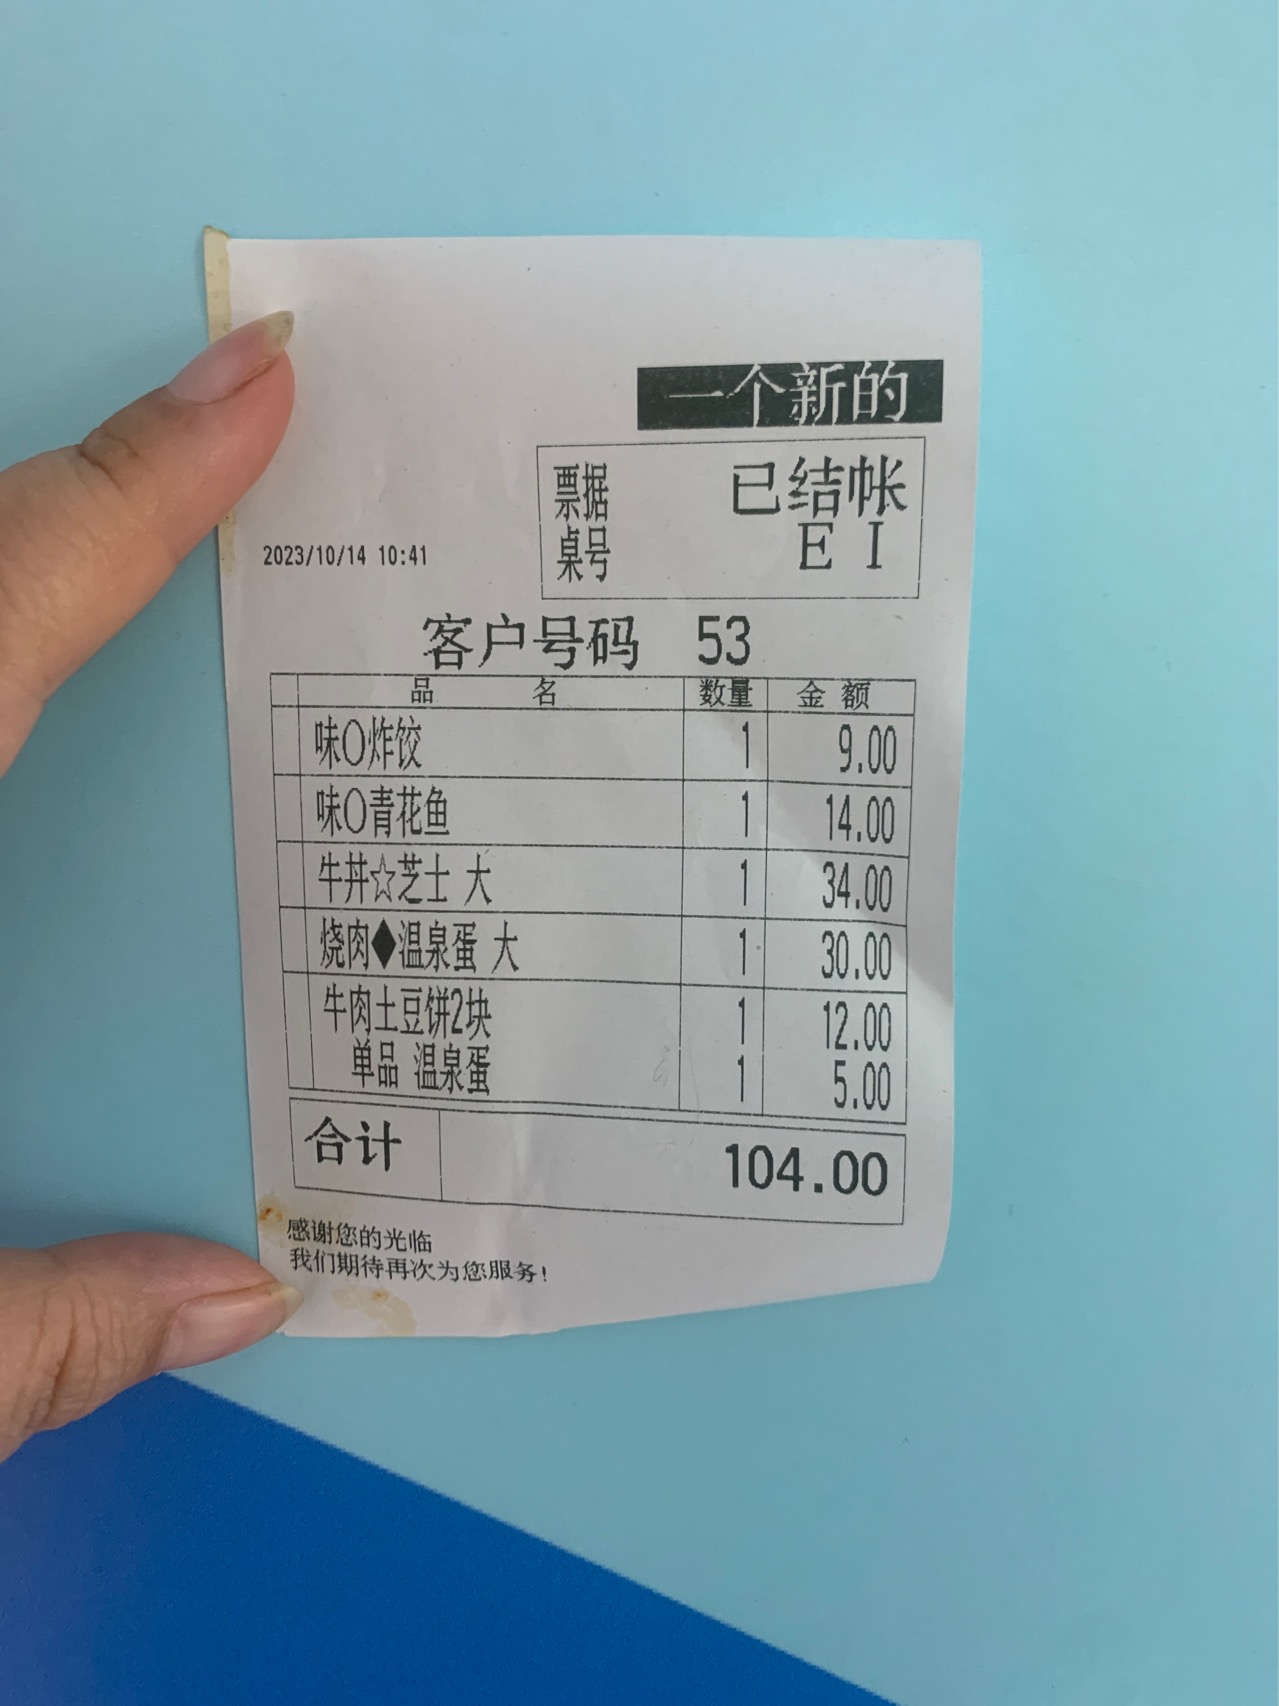 一个新的
票据 已结帐
桌号 E I
2023/10/14 10:41
客户号码 53
品 名 数量 金 额
味〇炸饺 1 9.00
味〇青花鱼 1 14.00
牛丼☆芝士 大 1 34.00
烧肉◆温泉蛋 大 1 30.00
牛肉土豆饼2块 1 12.00
单品 温泉蛋 1 5.00
合计 104.00
感谢您的光临
我们期待再次为您服务!